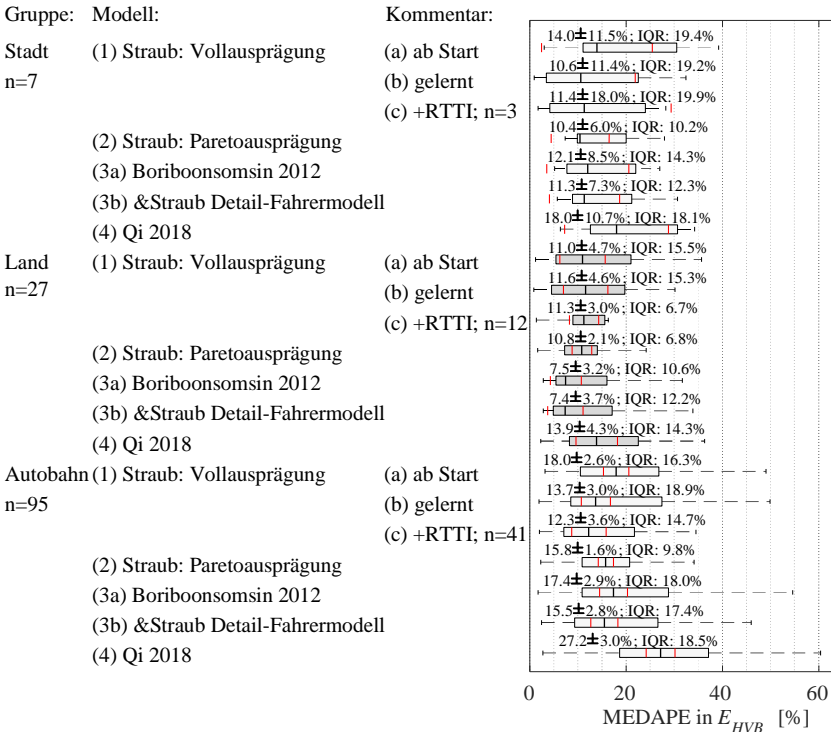 Gruppe: Modell: Kommentar:
14.0±11.5%; IQR: 19.4%
Stadt (1) Straub: Vollausprägung (a) ab Start
10.6±11.4%; IQR: 19.2%
n=7 (b) gelernt
11.4±18.0%; IQR: 19.9%
(c) +RTTI; n=3
10.4±6.0%; IQR: 10.2%
(2) Straub: Paretoausprägung
12.1±8.5%; IQR: 14.3%
(3a) Boriboonsomsin 2012
11.3±7.3%; IQR: 12.3%
(3b) &Straub Detail-Fahrermodell
18.0±10.7%; IQR: 18.1%
(4) Qi 2018
11.0±4.7%; IQR: 15.5%
Land (1) Straub: Vollausprägung (a) ab Start
11.6±4.6%; IQR: 15.3%
n=27 (b) gelernt
11.3±3.0%; IQR: 6.7%
(c) +RTTI; n=12
10.8±2.1%; IQR: 6.8%
(2) Straub: Paretoausprägung
7.5±3.2%; IQR: 10.6%
(3a) Boriboonsomsin 2012
7.4±3.7%; IQR: 12.2%
(3b) &Straub Detail-Fahrermodell
13.9±4.3%; IQR: 14.3%
(4) Qi 2018
18.0±2.6%; IQR: 16.3%
Autobahn (1) Straub: Vollausprägung (a) ab Start
13.7±3.0%; IQR: 18.9%
n=95 (b) gelernt
12.3±3.6%; IQR: 14.7%
(c) +RTTI; n=41
15.8±1.6%; IQR: 9.8%
(2) Straub: Paretoausprägung
17.4±2.9%; IQR: 18.0%
(3a) Boriboonsomsin 2012
15.5±2.8%; IQR: 17.4%
(3b) &Straub Detail-Fahrermodell
27.2±3.0%; IQR: 18.5%
(4) Qi 2018
0 20 40 60
MEDAPE in E_HVB [%]